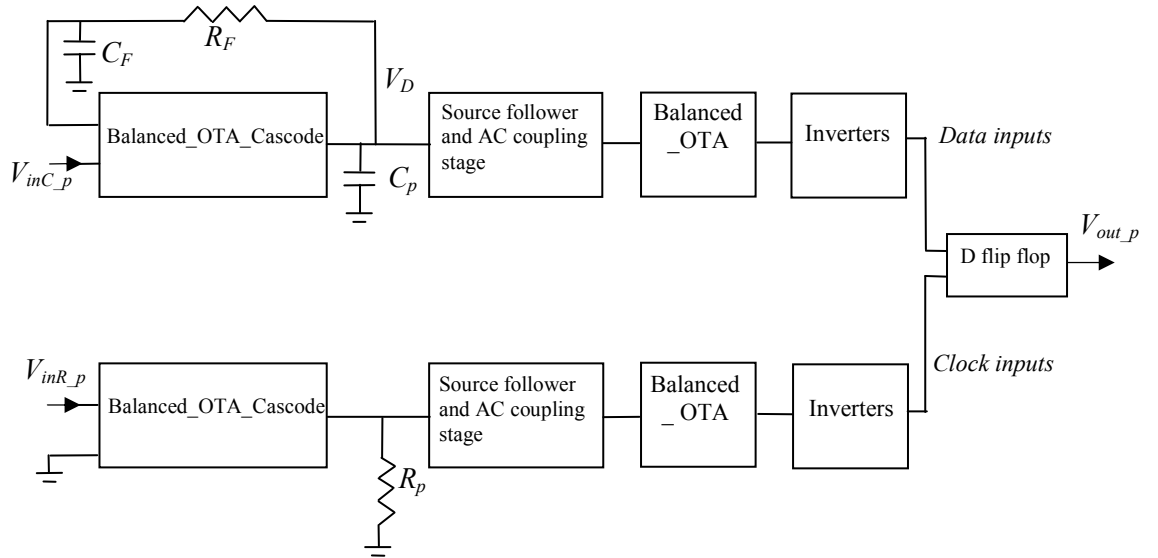 C_F
R_F
V_D
Balanced_OTA_Cascode
V_inC_p
C_p
Source follower
and AC coupling
stage
Balanced
_OTA
Inverters
Data inputs
D flip flop
V_out_p
V_inR_p
Balanced_OTA_Cascode
R_p
Source follower
and AC coupling
stage
Balanced
_ OTA
Inverters
Clock inputs